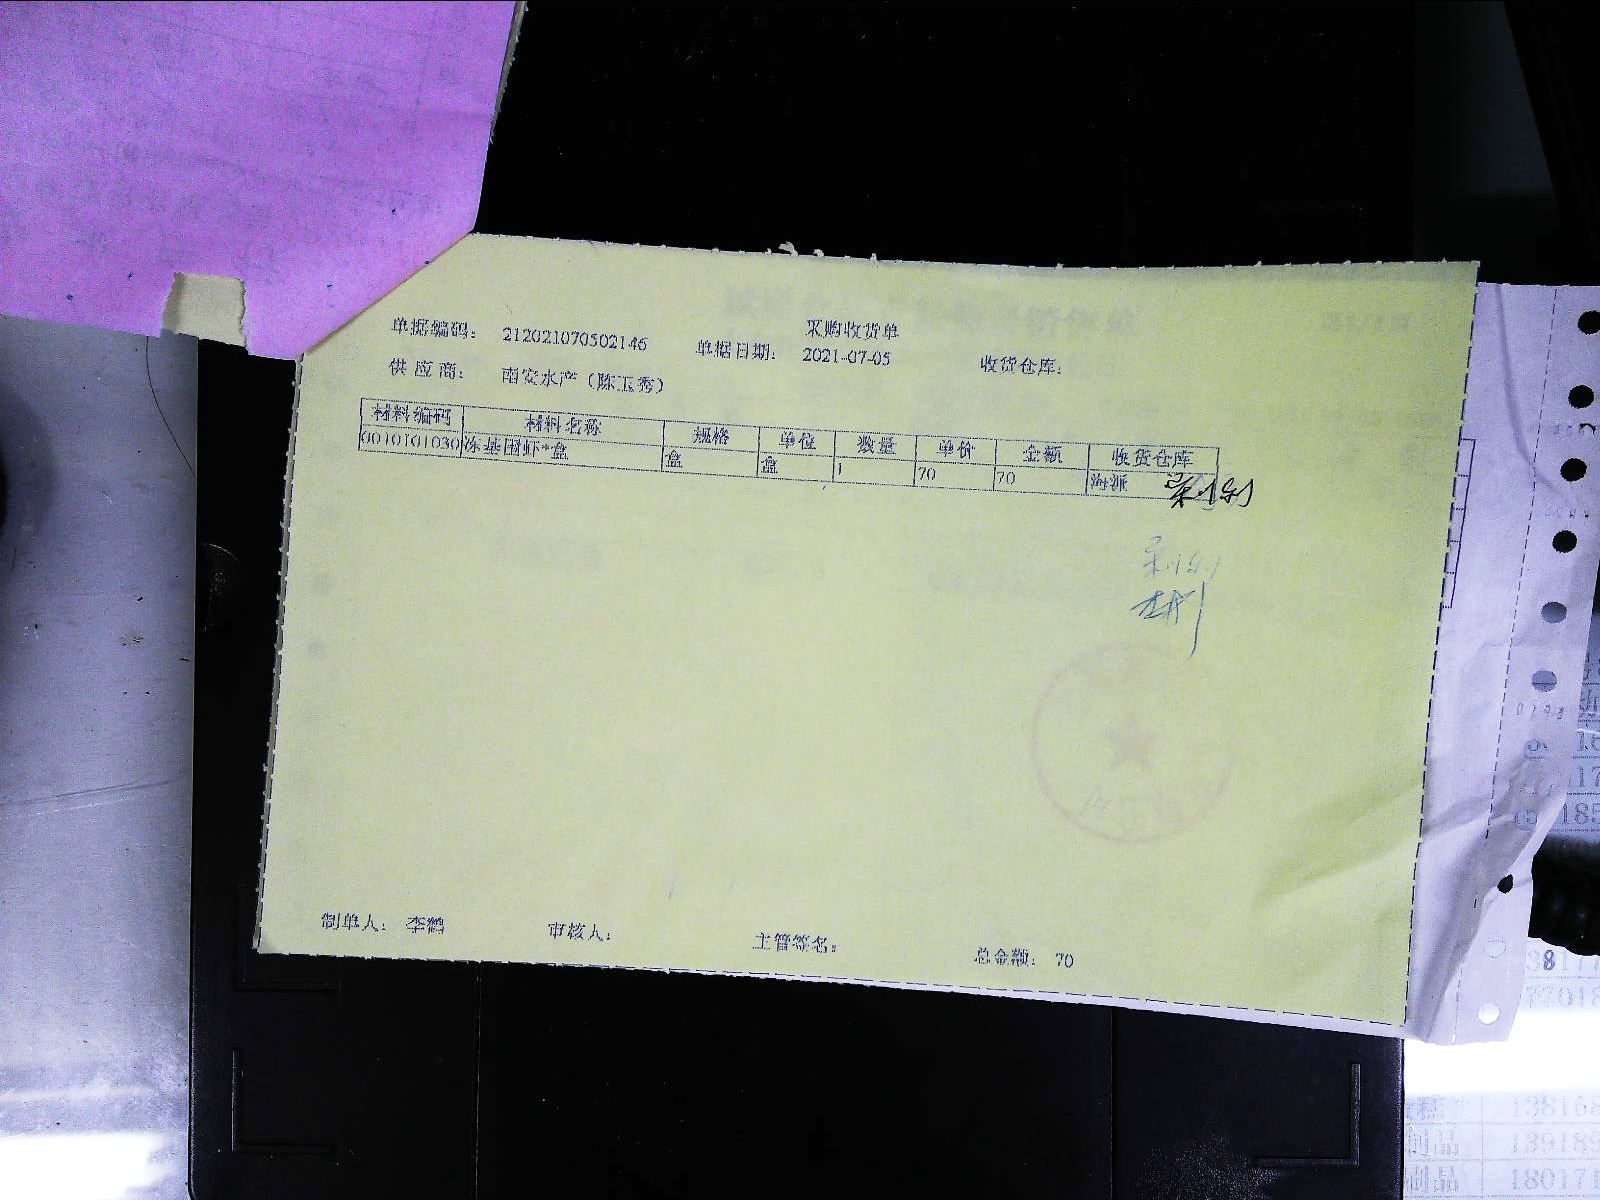 采购收货单
单据编码： 212021070502146 单据日期： 2021-07-05 收货仓库：
供应商： 南安水产（陈玉秀）
材料编码 材料名称 规格 单位 数量 单价 金额 收货仓库
0010101030 冻基围虾*盒 盒 盒 1 70 70
制单人： 李鹤 审核人： 主管签名： 总金额： 70